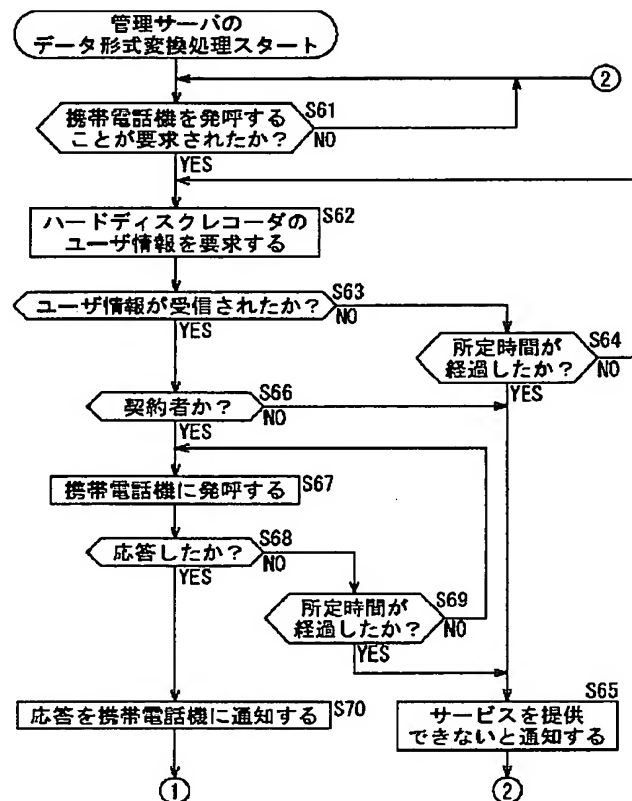 管理サーバの
データ形式変換処理スタート
②
携帯電話機を発呼する
ことが要求されたか?
S61
NO
YES
ハードディスクレコーダの
ユーザ情報を要求する
S62
ユーザ情報が受信されたか?
S63
NO
YES
所定時間が
経過したか?
S64
NO
YES
契約者か?
S66
NO
YES
携帯電話機に発呼する
S67
応答したか?
S68
NO
YES
所定時間が
経過したか?
S69
NO
YES
応答を携帯電話機に通知する
S70
サービスを提供
できないと通知する
S65
①
②